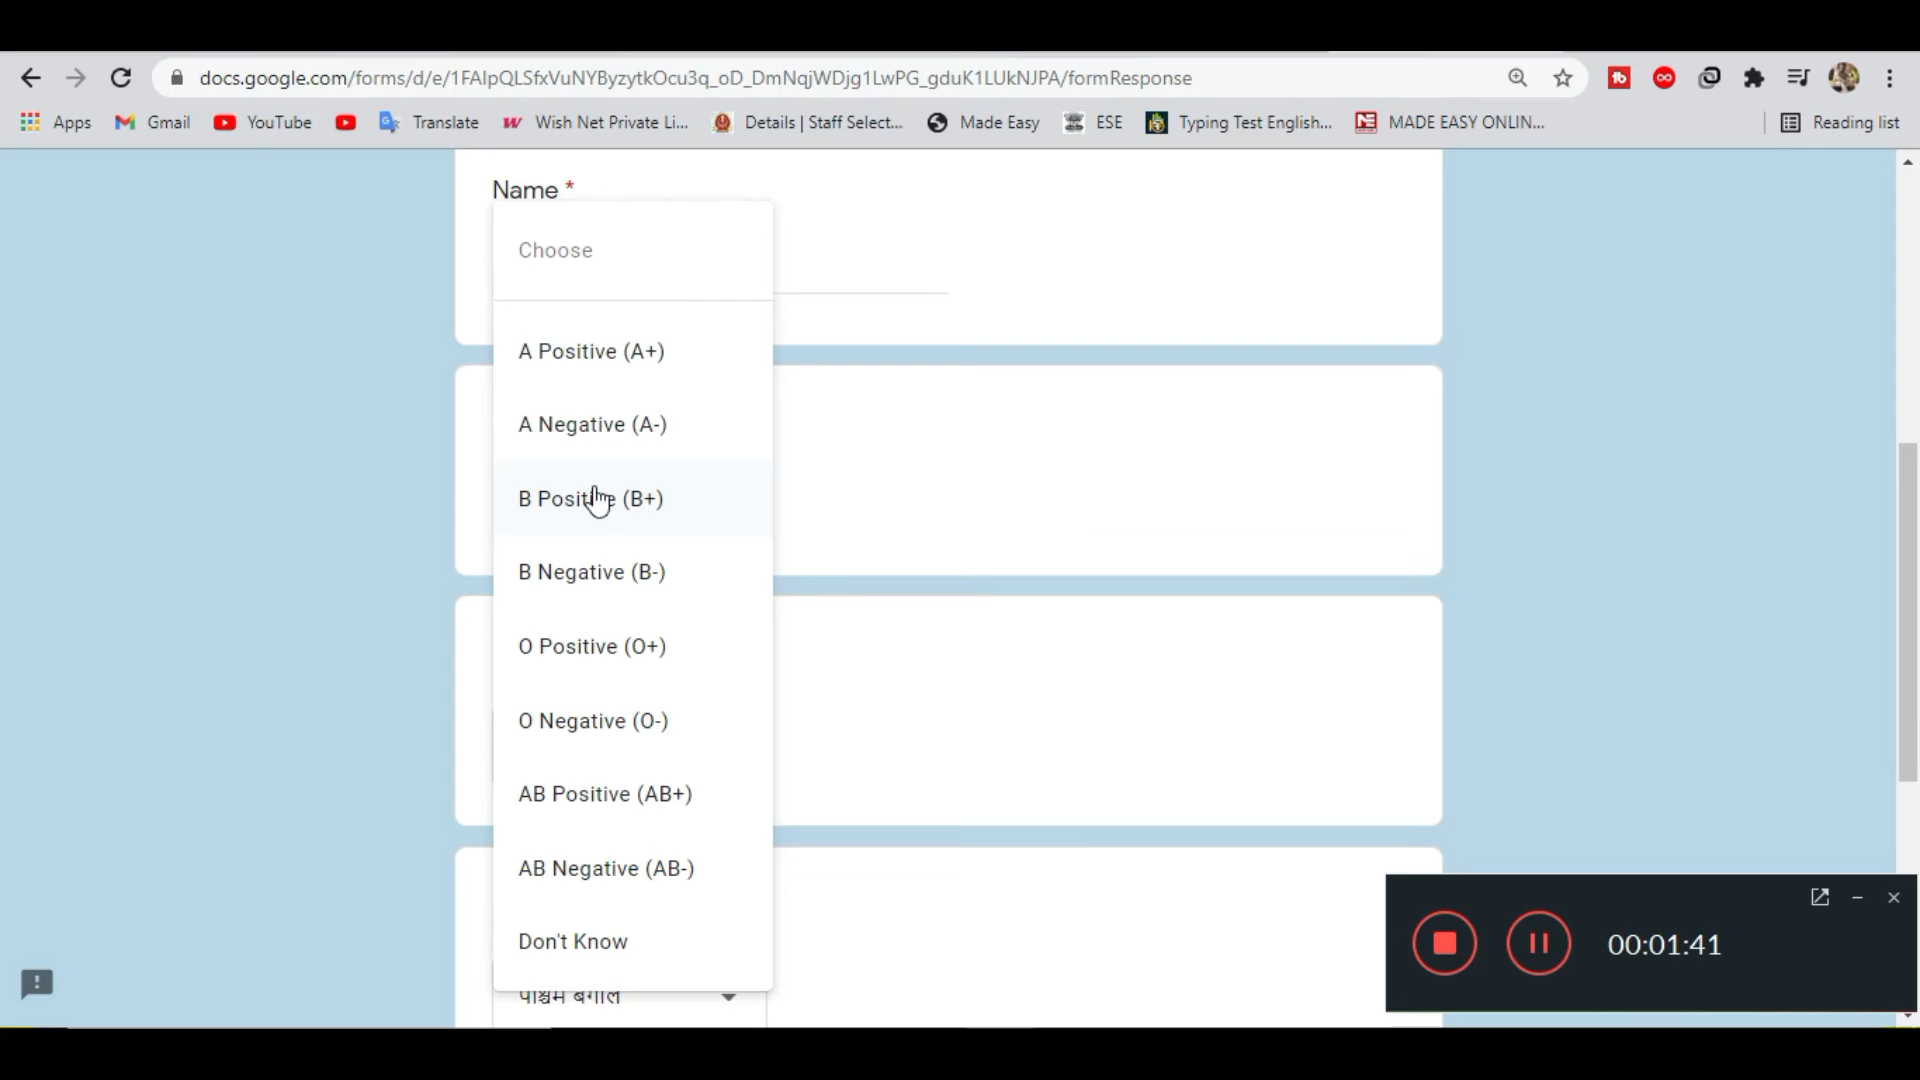 docs.google.com/forms/d/e/1FAIpQLSfxVuNYByzytkOcu3q_oD_DmNqjWDjg1LwPG_gduK1LUkNJPA/formResponse
Apps Gmail YouTube Translate Wish Net Private Li... Details | Staff Select... Made Easy ESE Typing Test English... MADE EASY ONLIN... Reading list
Name *
Choose
A Positive (A+)
A Negative (A-)
B Positive (B+)
B Negative (B-)
O Positive (O+)
O Negative (O-)
AB Positive (AB+)
AB Negative (AB-)
Don't Know
पश्चिम बंगाल
00:01:41